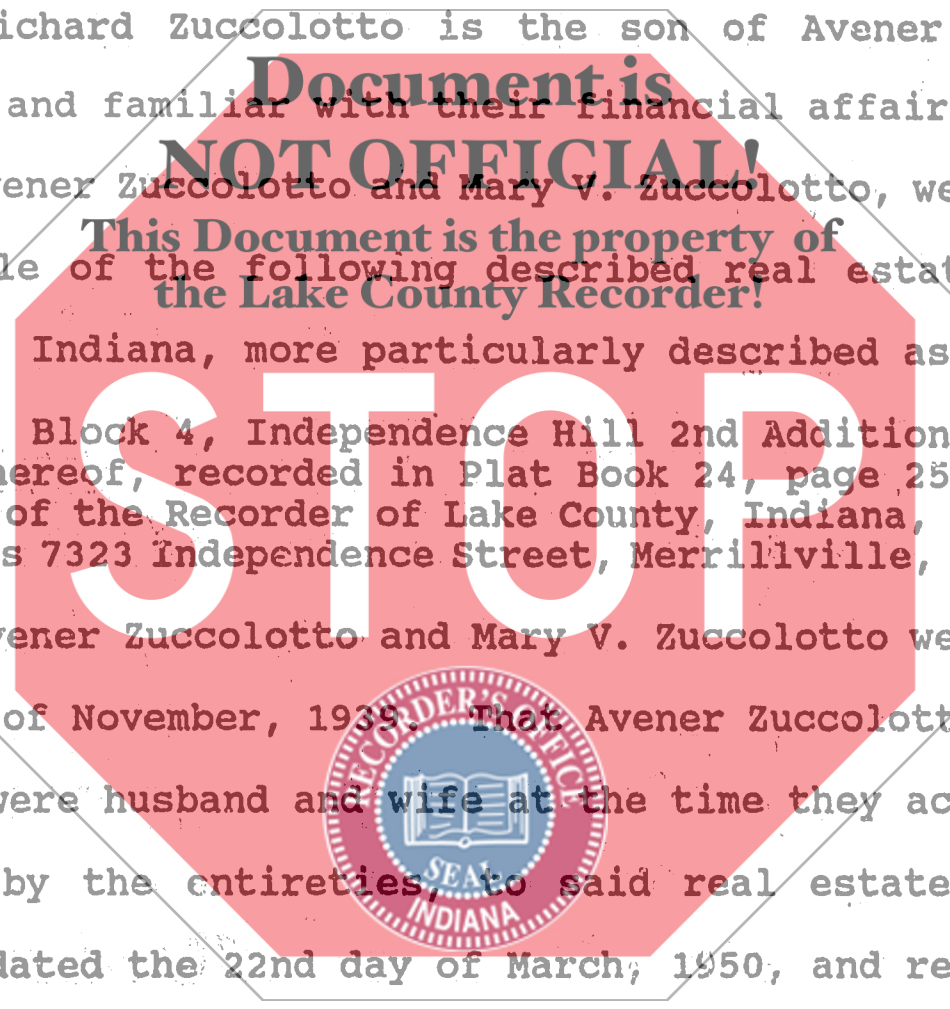 ichard Zuccolotto is the son of Avener
Document is
and familiar with their financial affair
NOT OFFICIAL!
vener Zuccolotto and Mary V. Zuccolotto, we
This Document is the property of
le of the following described real estat
the Lake County Recorder!
Indiana, more particularly described as
STOP
Block 4, Independence Hill 2nd Addition
hereof, recorded in Plat Book 24, page 25
of the Recorder of Lake County, Indiana,
s 7323 Independence Street, Merrillville,
vener Zuccolotto and Mary V. Zuccolotto we
of November, 1939. That Avener Zuccolott
RECORDER'S OFFICE
were husband and wife at the time they ac
SEAL
by the entireties, to said real estate
INDIANA
dated the 22nd day of March, 1950, and re